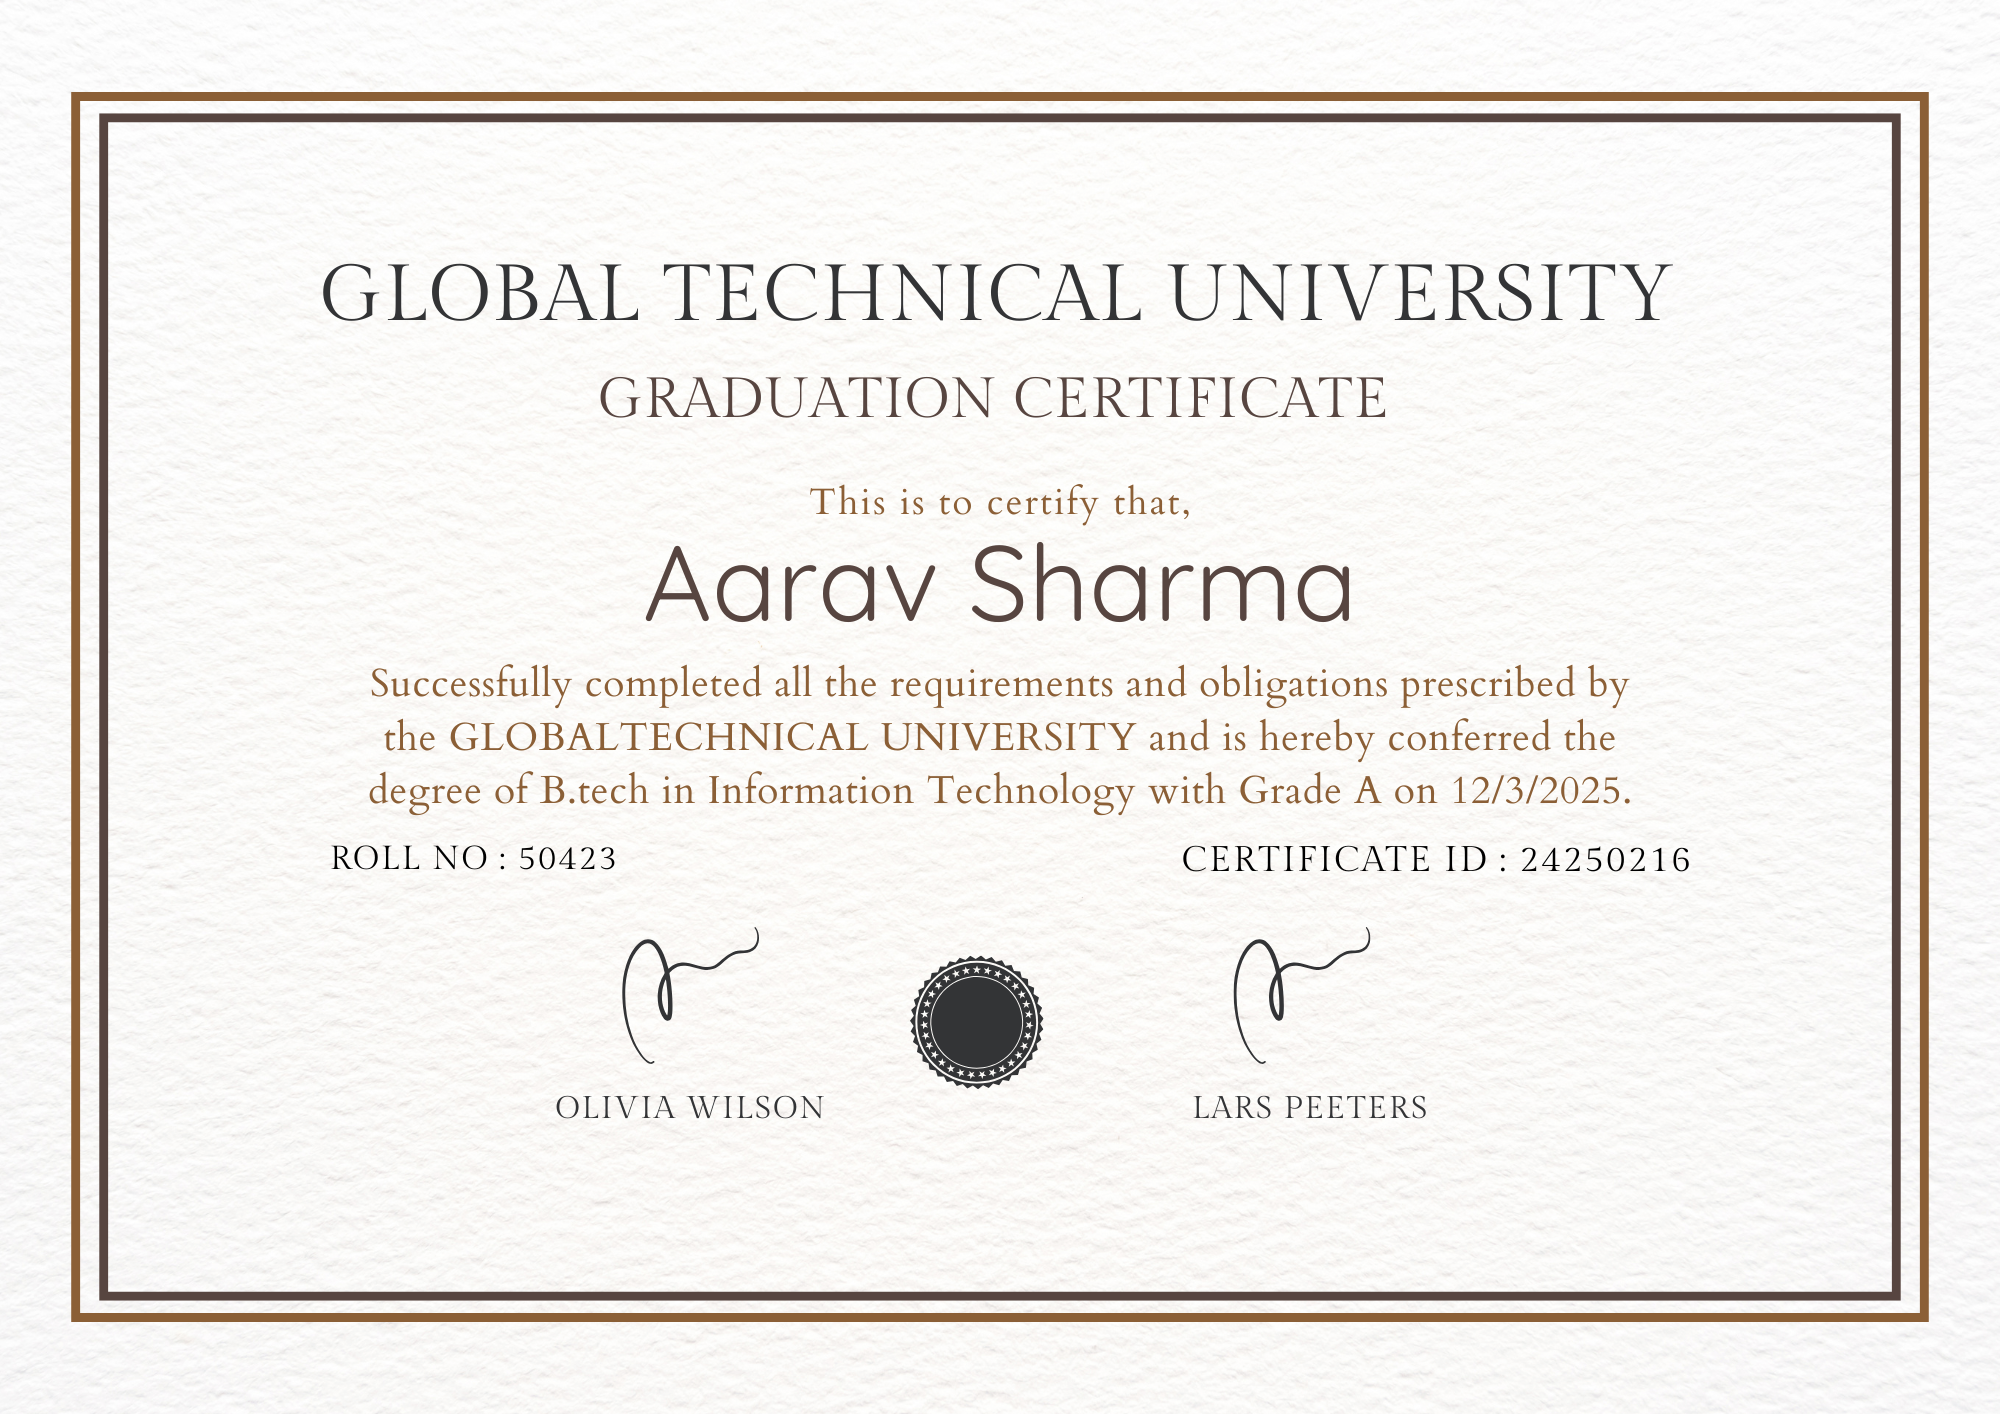 GLOBAL TECHNICAL UNIVERSITY
GRADUATION CERTIFICATE
This is to certify that,
Aarav Sharma
Successfully completed all the requirements and obligations prescribed by
the GLOBALTECHNICAL UNIVERSITY and is hereby conferred the
degree of B.tech in Information Technology with Grade A on 12/3/2025.
ROLL NO : 50423
CERTIFICATE ID : 24250216
OLIVIA WILSON
LARS PEETERS